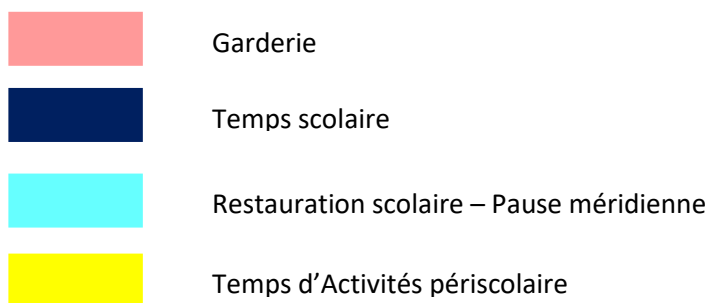 Garderie
Temps scolaire
Restauration scolaire – Pause méridienne
Temps d’Activités périscolaire